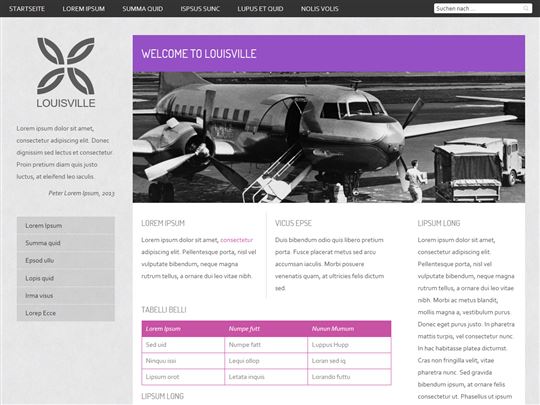 STARTSEITE LOREM IPSUM SUMMA QUID ISPSUS SUNC LUPUS ET QUID NOLIS VOLIS Suchen nach ...
LOUISVILLE
Lorem ipsum dolor sit amet,
consectetur adipiscing elit. Donec
dignissim sed lectus et consectetur.
Proin pretium diam quis justo
luctus, at eleifend leo iaculis.
Peter Lorem Ipsum, 2013
Lorem Ipsum
Summa quid
Epsod ullu
Lopis quid
Irma visus
Lorep Ecce
WELCOME TO LOUISVILLE
LOREM IPSUM
Lorem ipsum dolor sit amet, consectetur
adipiscing elit. Pellentesque porta, nisl vel
vulputate bibendum, neque magna
rutrum tellus, a ornare dui leo vitae nibh.
VICUS EPSE
Duis bibendum odio quis libero pretium
porta. Fusce placerat metus sed arcu
accumsan iaculis. Morbi posuere
venenatis quam, at ultricies felis dictum
sed.
TABELLI BELLI
Lorem Ipsum Numpe futt Nunun Mumum
Sed uid Numpe fatt Luppus Hupp
Ninquu issi Lequi ollop Loran sed iq
Lipsum orot Letata inquis Lorando futtu
LIPSUM LONG
LIPSUM LONG
Lorem ipsum dolor sit amet,
consectetur adipiscing elit.
Pellentesque porta, nisl vel
vulputate bibendum, neque
magna rutrum tellus, a
ornare dui leo vitae nibh.
Morbi ac metus blandit,
mollis magna a, vestibulum
purus. Donec eget purus
justo. In pharetra mattis
turpis, vel consectetur nunc.
In hac habitasse platea
dictumst. Cras non fringilla velit, vitae
pharetra neque. Sed gravida
bibendum ipsum, at ornare felis
consectetur ut. Phasellus ut ipsum